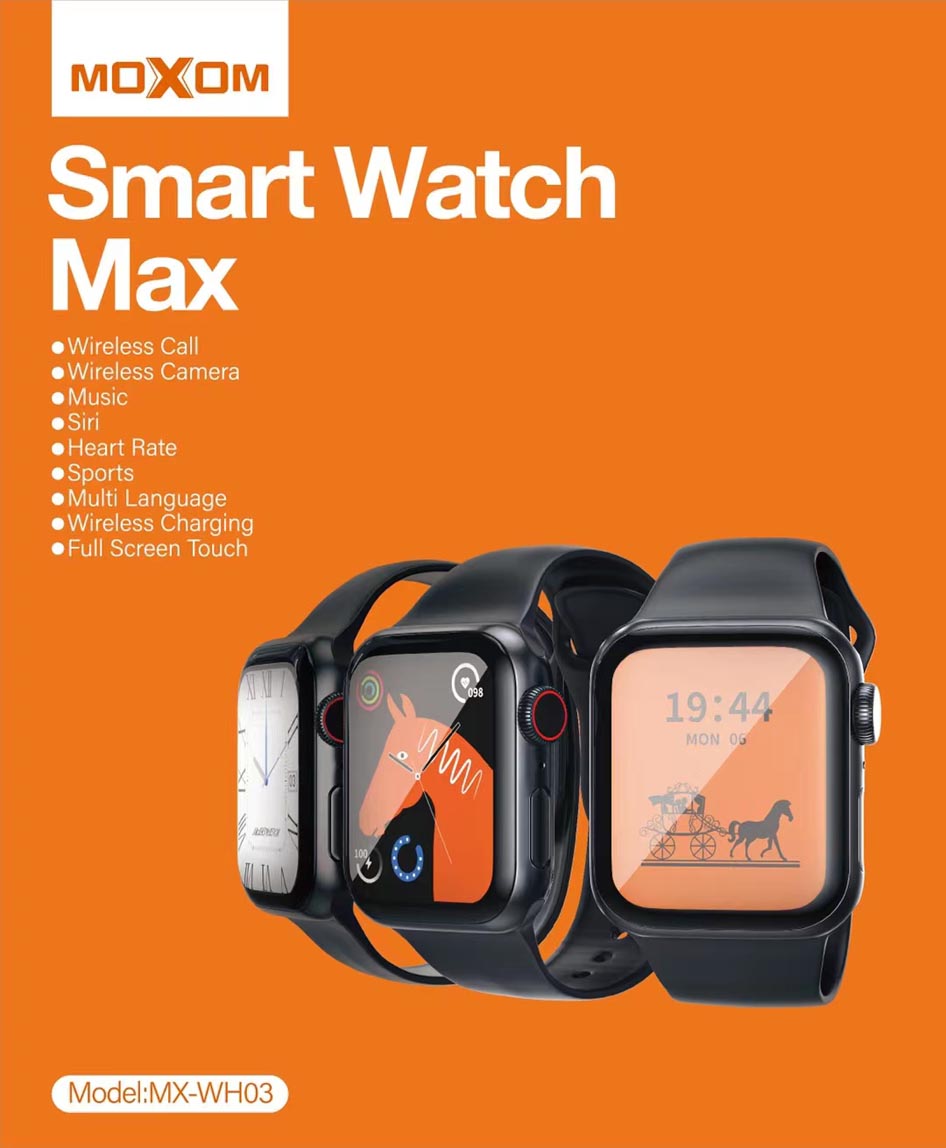 MOXOM
Smart Watch
Max
●Wireless Call
●Wireless Camera
●Music
●Siri
●Heart Rate
●Sports
●Multi Language
●Wireless Charging
●Full Screen Touch
098
100
19:44
MON 06
Model:MX-WH03